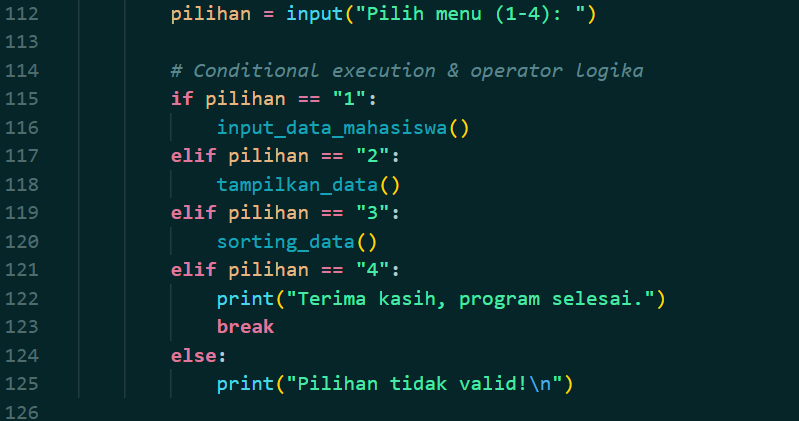 112 pilihan = input("Pilih menu (1-4): ")
113
114 # Conditional execution & operator logika
115 if pilihan == "1":
116 input_data_mahasiswa()
117 elif pilihan == "2":
118 tampilkan_data()
119 elif pilihan == "3":
120 sorting_data()
121 elif pilihan == "4":
122 print("Terima kasih, program selesai.")
123 break
124 else:
125 print("Pilihan tidak valid!\n")
126